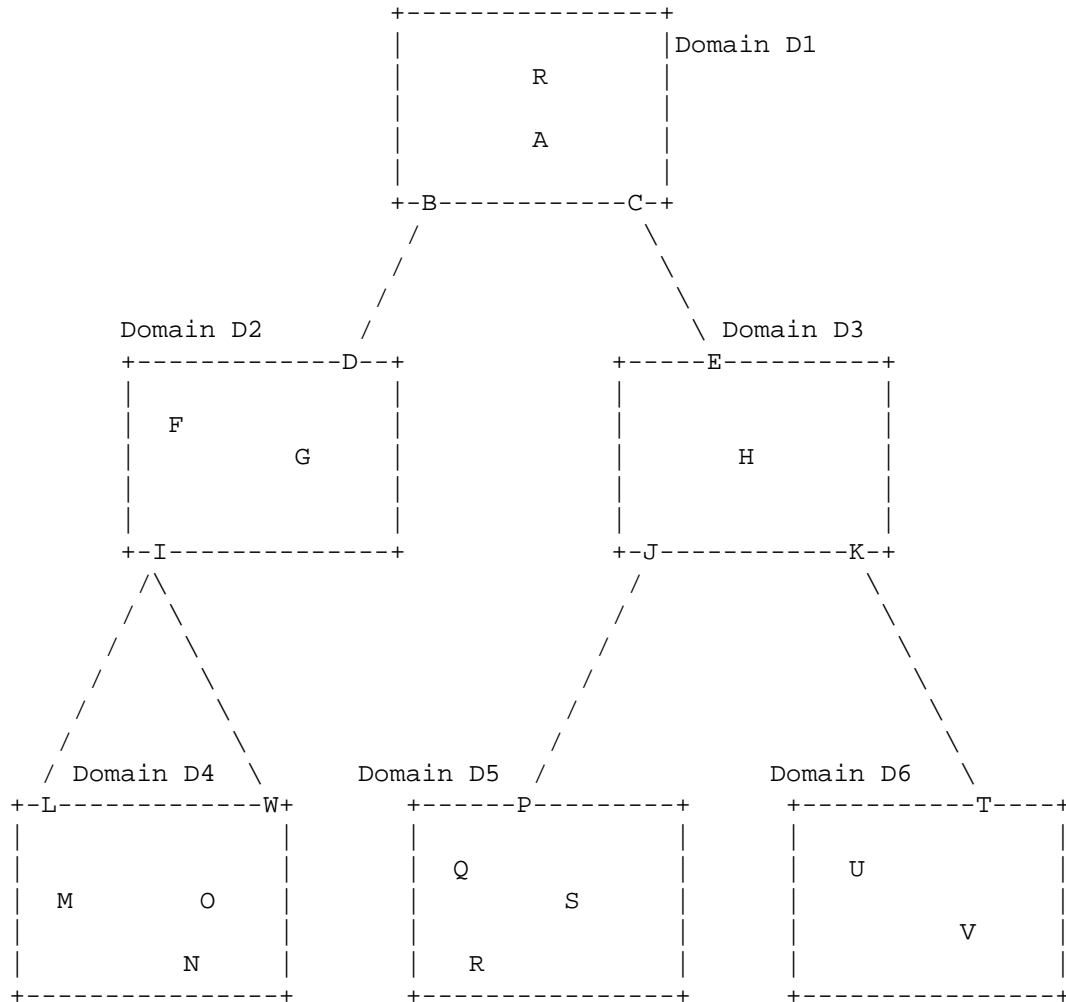 Domain D1
R
A
B C
Domain D2 Domain D3
D E
F
G H
I J K
Domain D4 Domain D5 Domain D6
L W P T
Q U
M O S
V
N R